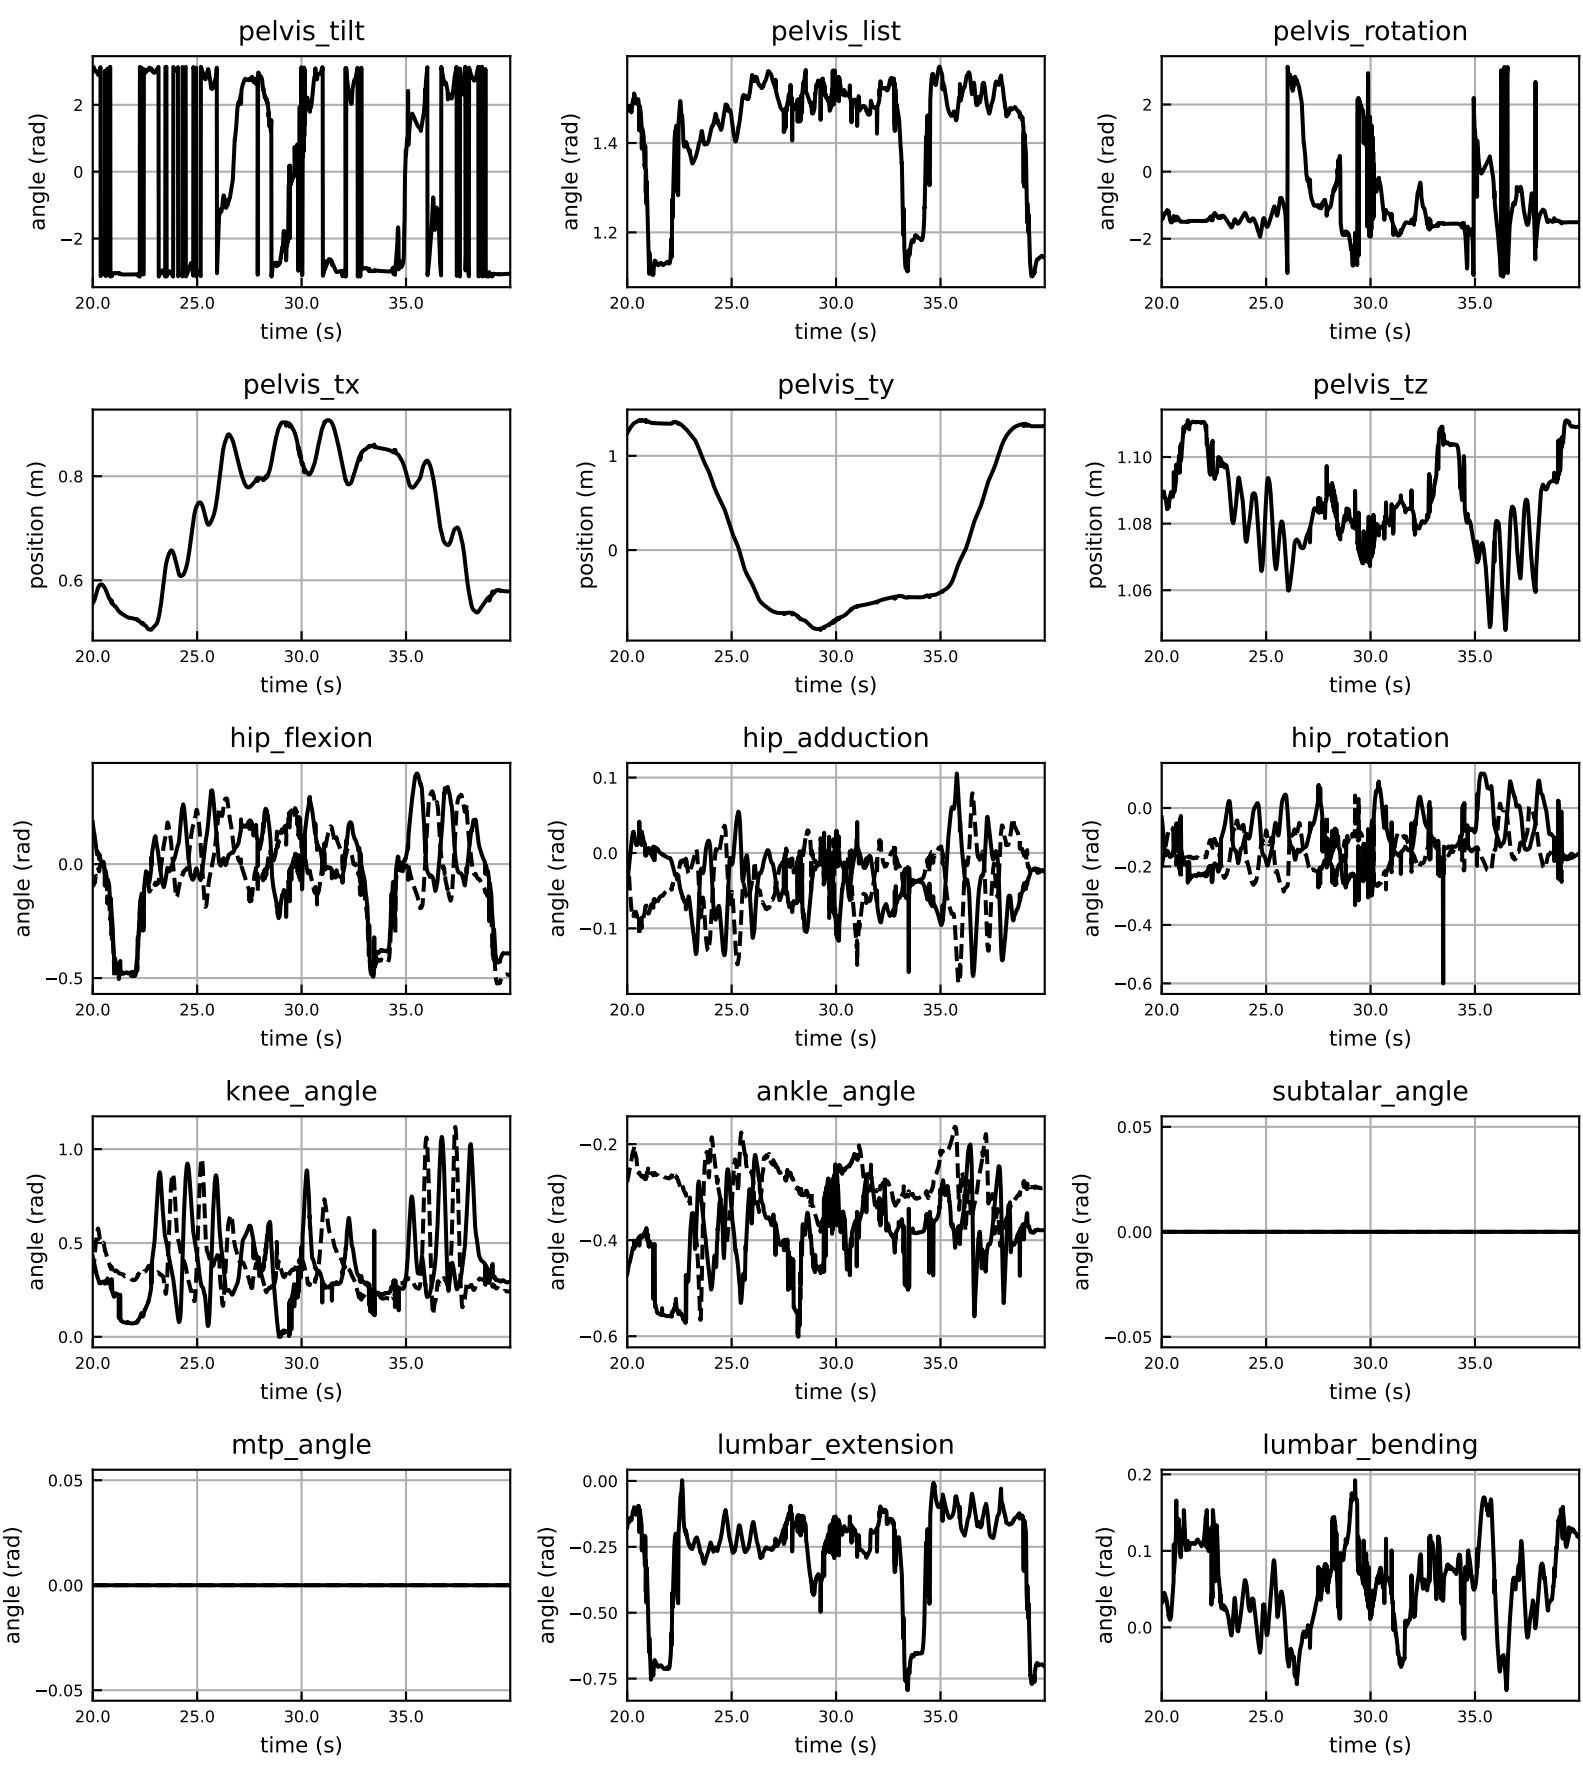 pelvis_tilt
angle (rad)
2
0
−2
20.0 25.0 30.0 35.0
time (s)
pelvis_list
angle (rad)
1.4
1.2
20.0 25.0 30.0 35.0
time (s)
pelvis_rotation
angle (rad)
2
0
−2
20.0 25.0 30.0 35.0
time (s)
pelvis_tx
position (m)
0.8
0.6
20.0 25.0 30.0 35.0
time (s)
pelvis_ty
position (m)
1
0
20.0 25.0 30.0 35.0
time (s)
pelvis_tz
position (m)
1.10
1.08
1.06
20.0 25.0 30.0 35.0
time (s)
hip_flexion
angle (rad)
0.0
−0.5
20.0 25.0 30.0 35.0
time (s)
hip_adduction
angle (rad)
0.1
0.0
−0.1
20.0 25.0 30.0 35.0
time (s)
hip_rotation
angle (rad)
0.0
−0.2
−0.4
−0.6
20.0 25.0 30.0 35.0
time (s)
knee_angle
angle (rad)
1.0
0.5
0.0
20.0 25.0 30.0 35.0
time (s)
ankle_angle
angle (rad)
−0.2
−0.4
−0.6
20.0 25.0 30.0 35.0
time (s)
subtalar_angle
angle (rad)
0.05
0.00
−0.05
20.0 25.0 30.0 35.0
time (s)
mtp_angle
angle (rad)
0.05
0.00
−0.05
20.0 25.0 30.0 35.0
time (s)
lumbar_extension
angle (rad)
0.00
−0.25
−0.50
−0.75
20.0 25.0 30.0 35.0
time (s)
lumbar_bending
angle (rad)
0.2
0.1
0.0
20.0 25.0 30.0 35.0
time (s)